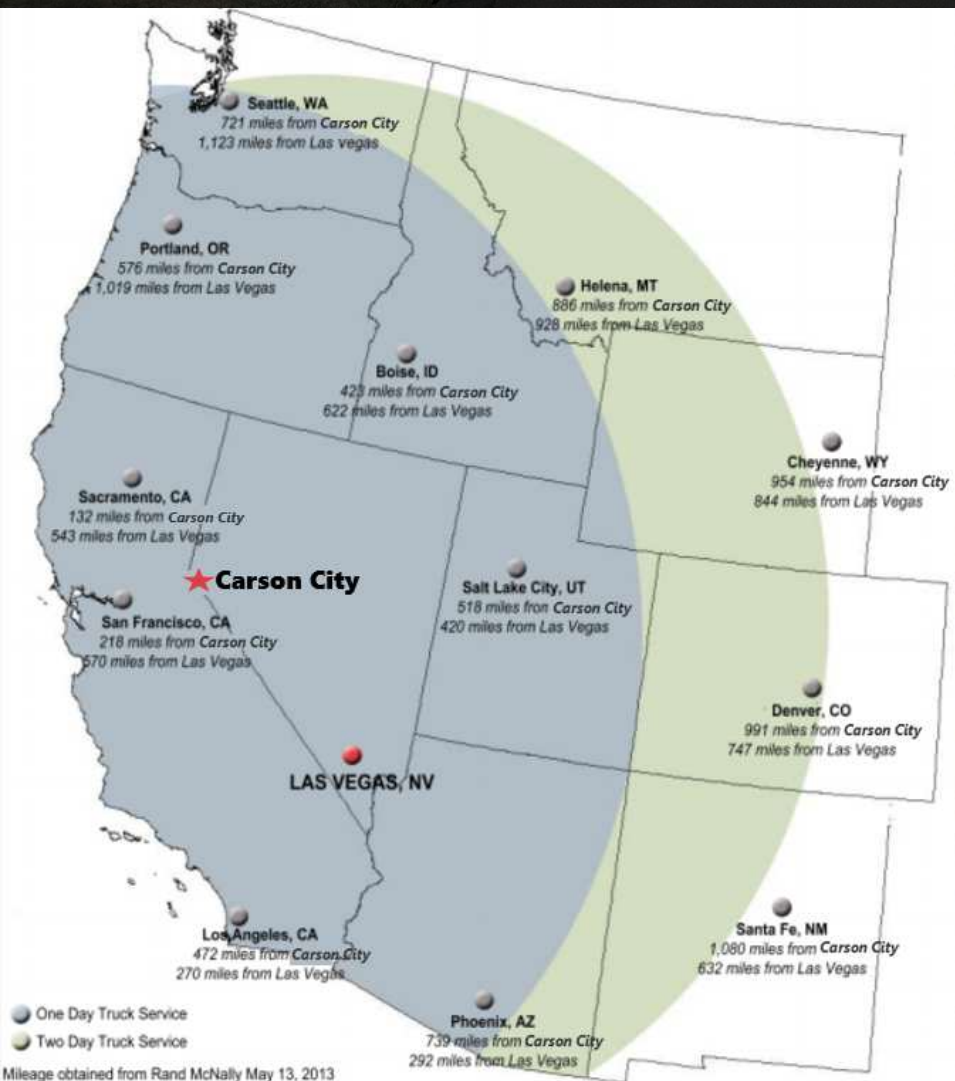 Seattle, WA
721 miles from Carson City
1,123 miles from Las vegas
Portland, OR
576 miles from Carson City
1,019 miles from Las Vegas
Helena, MT
886 miles from Carson City
928 miles from Las Vegas
Boise, ID
423 miles from Carson City
622 miles from Las Vegas
Cheyenne, WY
954 miles from Carson City
844 miles from Las Vegas
Sacramento, CA
132 miles from Carson City
543 miles from Las Vegas
Carson City
Salt Lake City, UT
518 miles from Carson City
420 miles from Las Vegas
San Francisco, CA
218 miles from Carson City
570 miles from Las Vegas
Denver, CO
991 miles from Carson City
747 miles from Las Vegas
LAS VEGAS, NV
Los Angeles, CA
472 miles from Carson City
270 miles from Las Vegas
Santa Fe, NM
1,080 miles from Carson City
632 miles from Las Vegas
Phoenix, AZ
739 miles from Carson City
292 miles from Las Vegas
One Day Truck Service
Two Day Truck Service
Mileage obtained from Rand McNally May 13, 2013